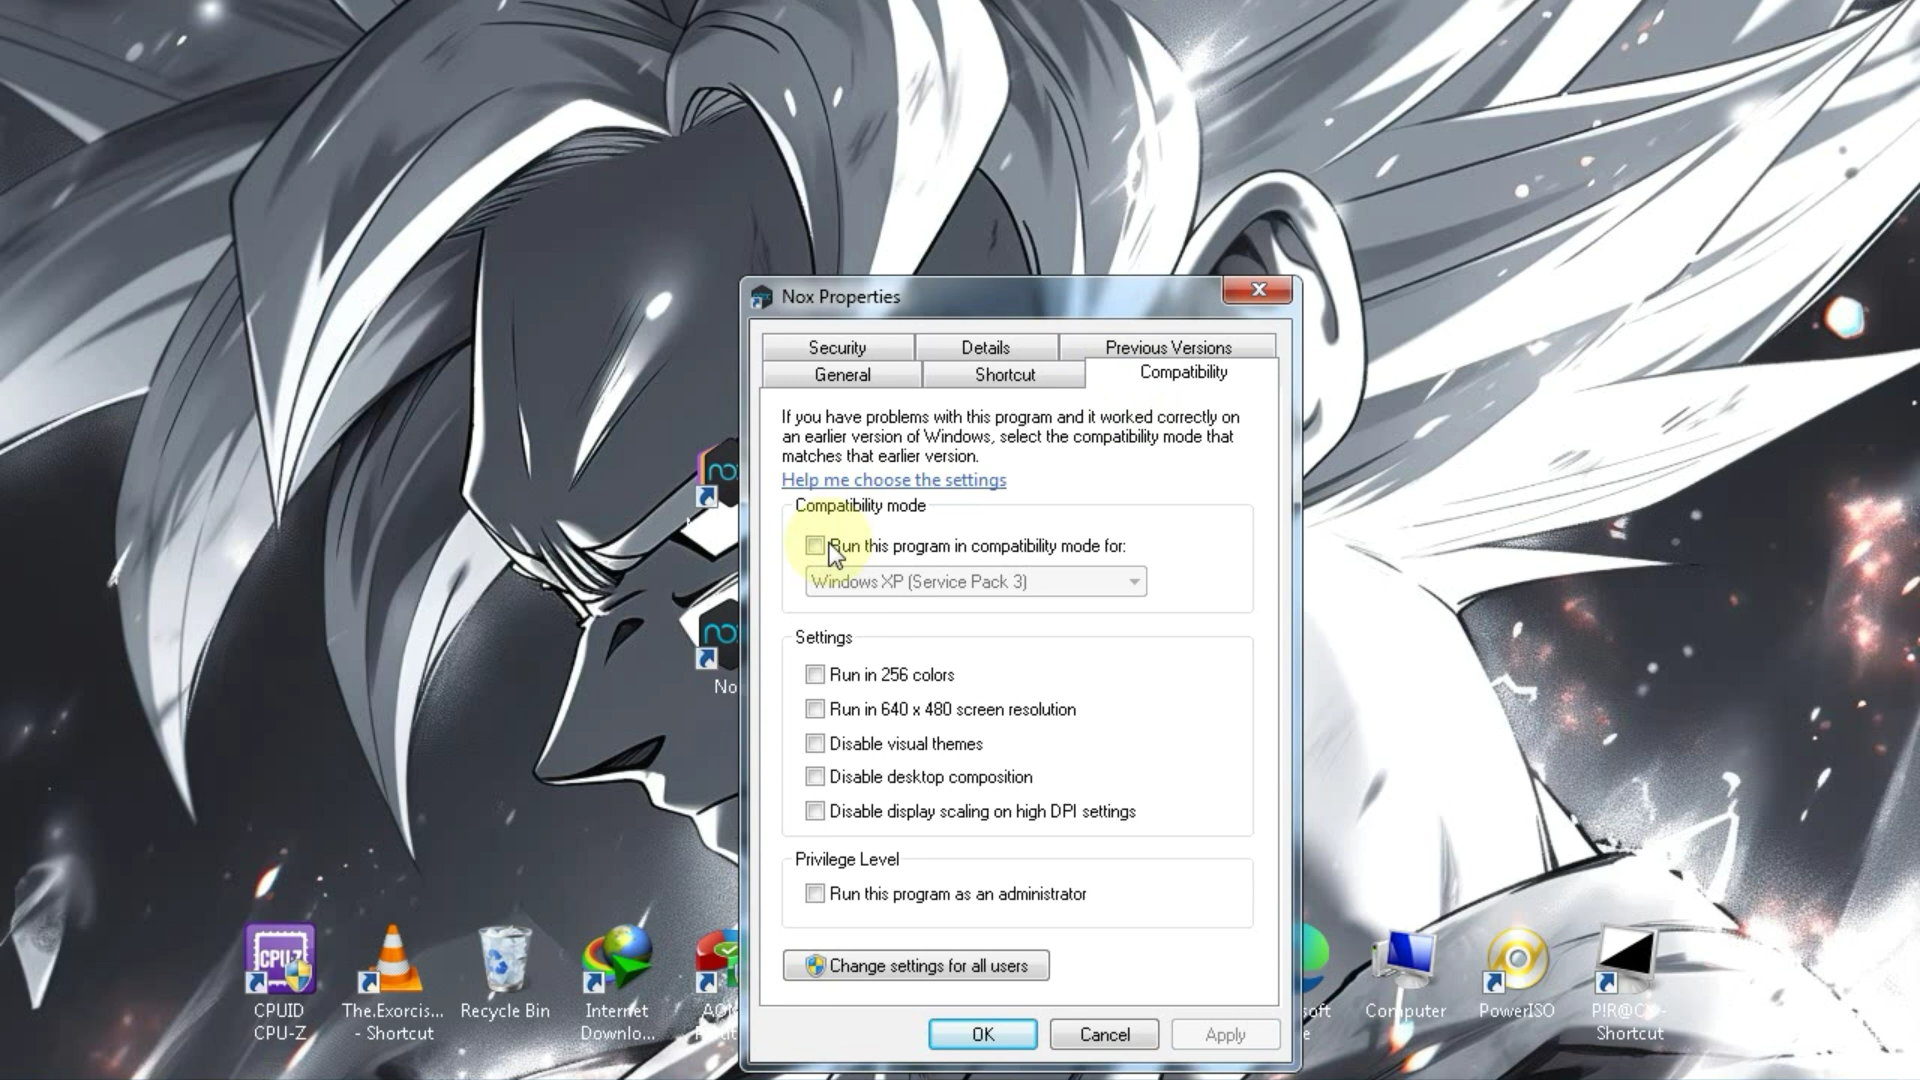 Nox Properties
Security
Details
Previous Versions
General
Shortcut
Compatibility
If you have problems with this program and it worked correctly on
an earlier version of Windows, select the compatibility mode that
matches that earlier version.
Help me choose the settings
Compatibility mode
Run this program in compatibility mode for:
Windows XP (Service Pack 3)
Settings
Run in 256 colors
Run in 640 x 480 screen resolution
Disable visual themes
Disable desktop composition
Disable display scaling on high DPI settings
Privilege Level
Run this program as an administrator
Change settings for all users
OK
Cancel
Apply
CPU-Z
CPUID
CPU-Z
The.Exorcis...
- Shortcut
Recycle Bin
Internet
Downlo...
Computer
PowerISO
Shortcut